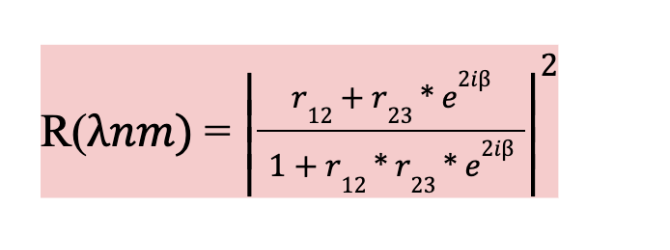 R(λnm) = | (r₁₂ + r₂₃ * e^{2iβ}) / (1 + r₁₂ * r₂₃ * e^{2iβ}) |²